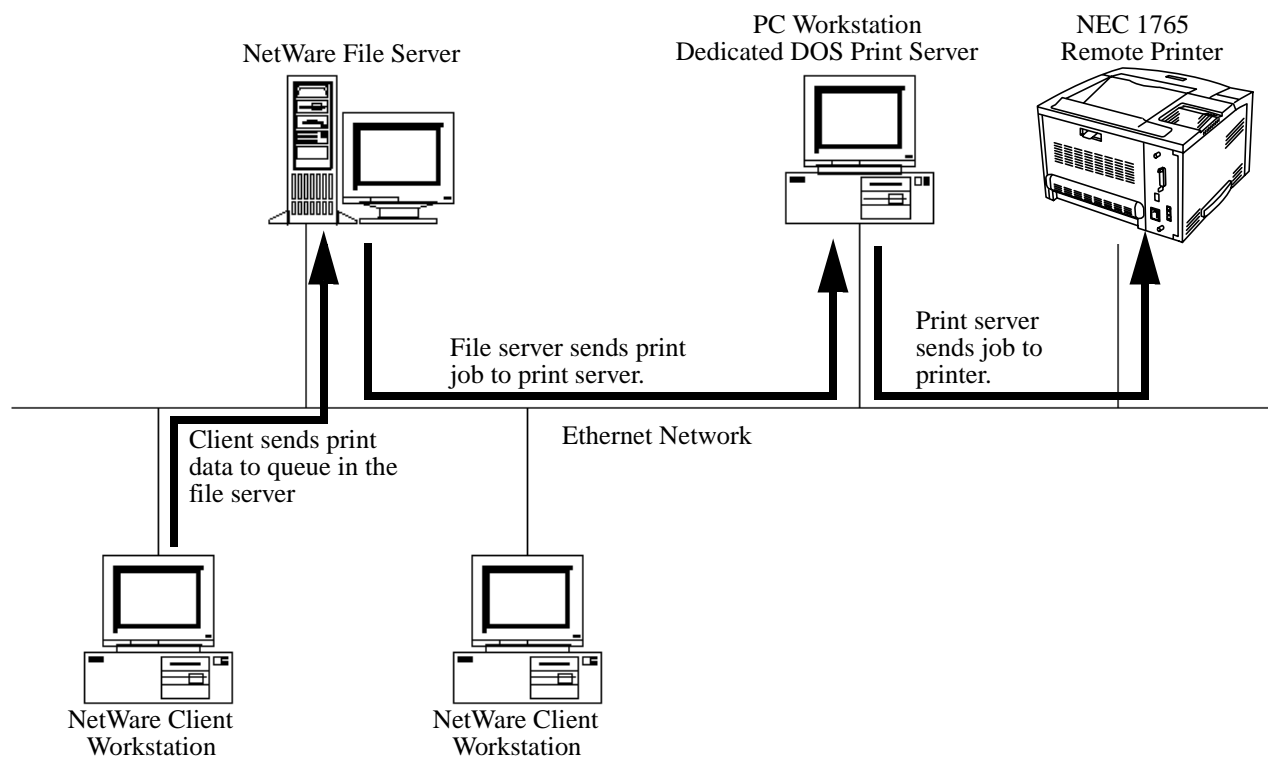 NetWare File Server
PC Workstation
Dedicated DOS Print Server
NEC 1765
Remote Printer
File server sends print
job to print server.
Print server
sends job to
printer.
Client sends print
data to queue in the
file server
Ethernet Network
NetWare Client
Workstation
NetWare Client
Workstation